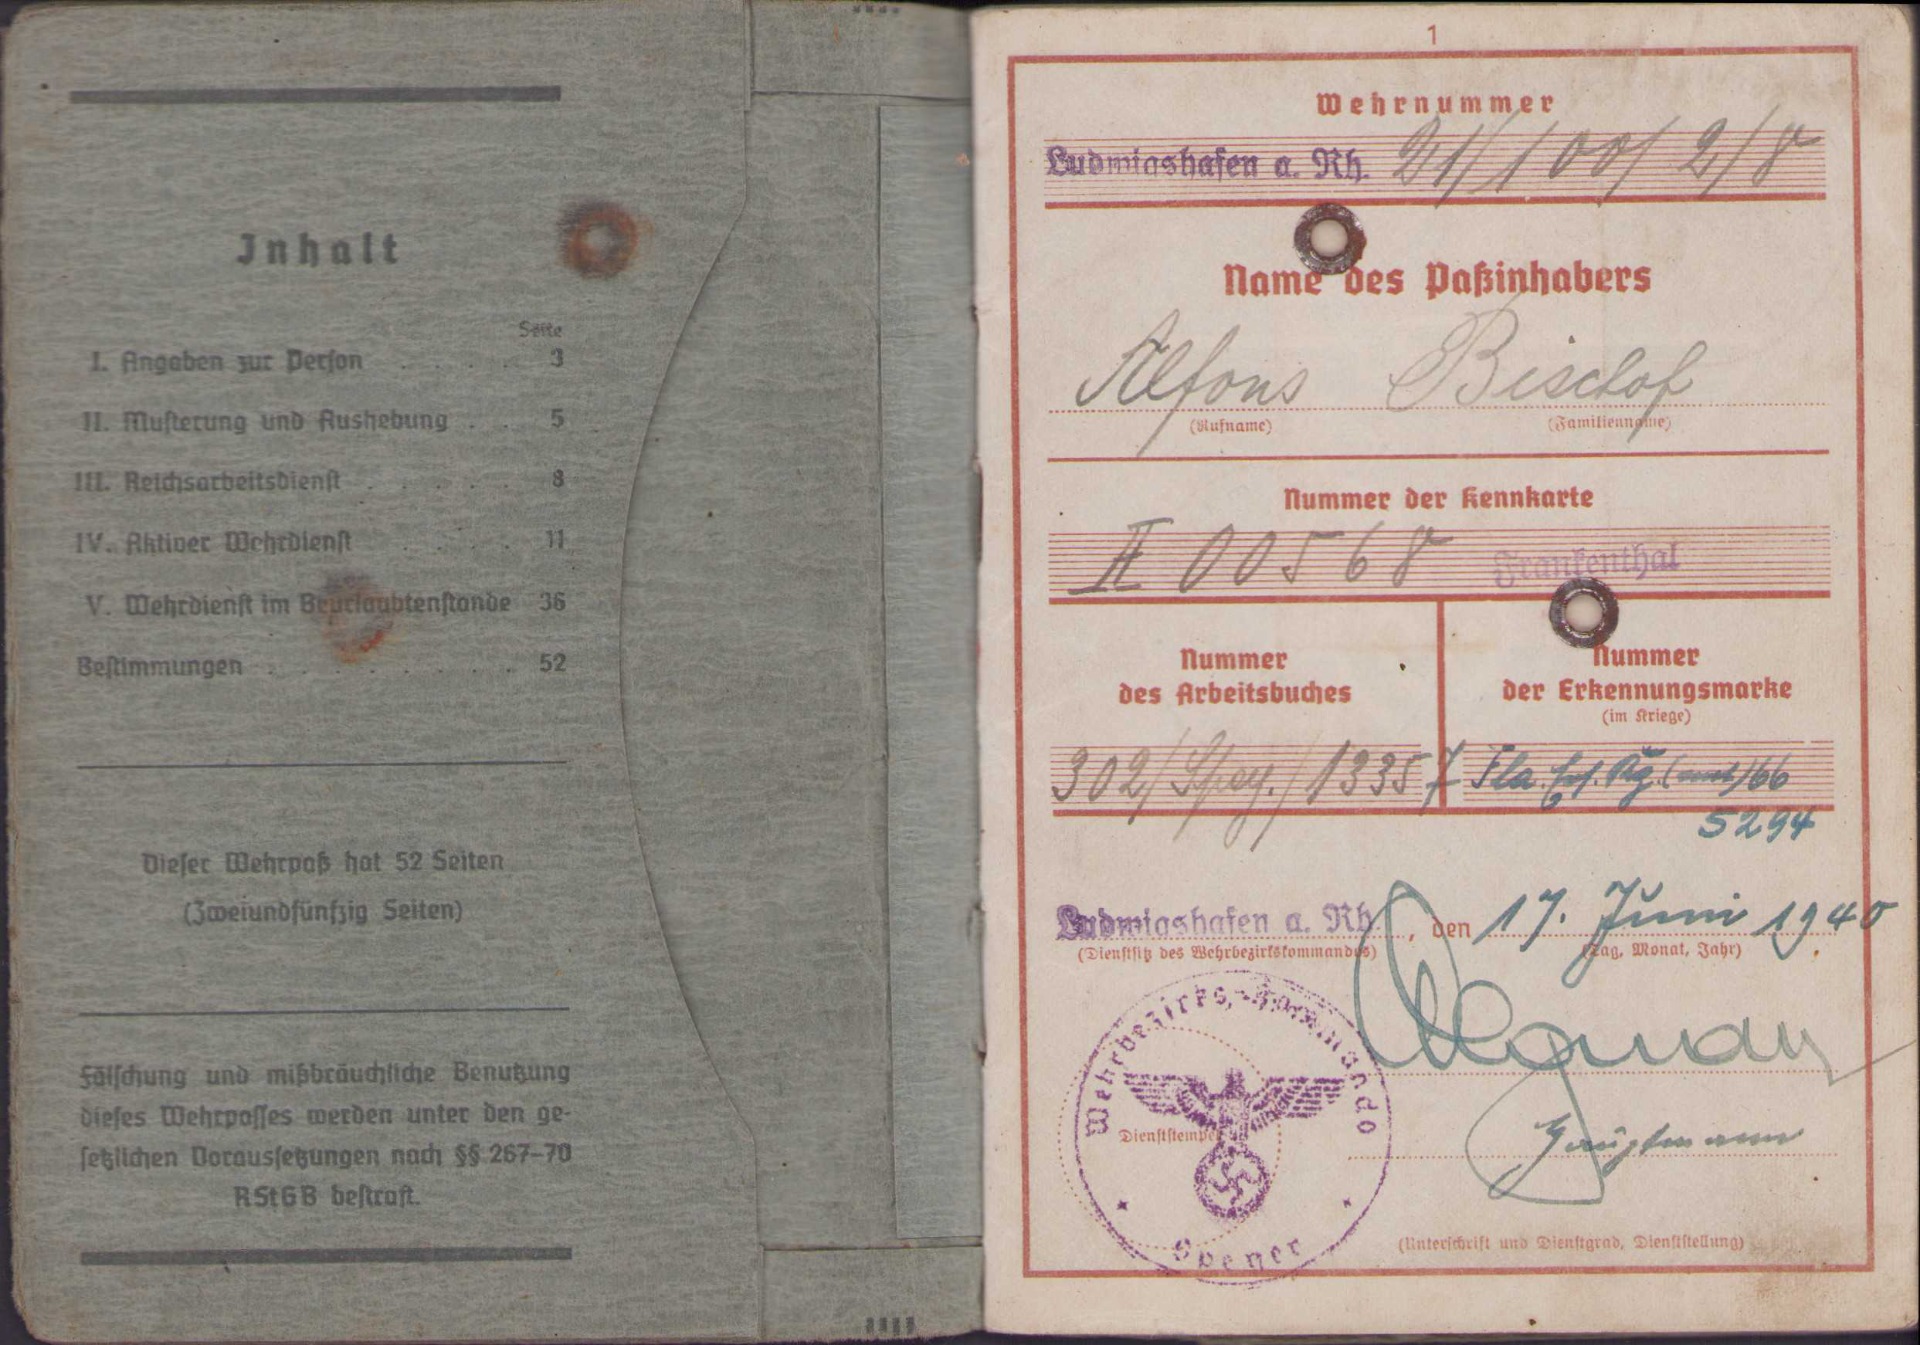 Inhalt
Seite
I. Angaben zur Person . . . . . 3
II. Musterung und Aushebung . . 5
III. Reichsarbeitsdienst . . . . . . 8
IV. Aktiver Wehrdienst . . . . . 11
V. Wehrdienst im Beurlaubtenstande 36
Bestimmungen . . . . . . . . . 52
Dieser Wehrpaß hat 52 Seiten
(Zweiundfünfzig Seiten)
Fälschung und mißbräuchliche Benutzung
dieses Wehrpasses werden unter den ge-
setzlichen Voraussetzungen nach §§ 267–70
RStGB bestraft.
1
Wehrnummer
Ludwigshafen a. Rh. 21/100/2/8
Name des Paßinhabers
Alfons Bischof
(Rufname) (Familienname)
Nummer der Kennkarte
II 00568 Frankenthal
Nummer
des Arbeitsbuches
302/Spey./13357
Nummer
der Erkennungsmarke
(im Kriege)
Fla. 66
5294
Ludwigshafen a. Rh., den 17. Juni 1940.
(Dienstsitz des Wehrbezirkskommandos) (Tag, Monat, Jahr)
Wehrbezirks-Kommando
Dienststempel
Speyer
Hauptmann
(Unterschrift und Dienstgrad, Dienststellung)